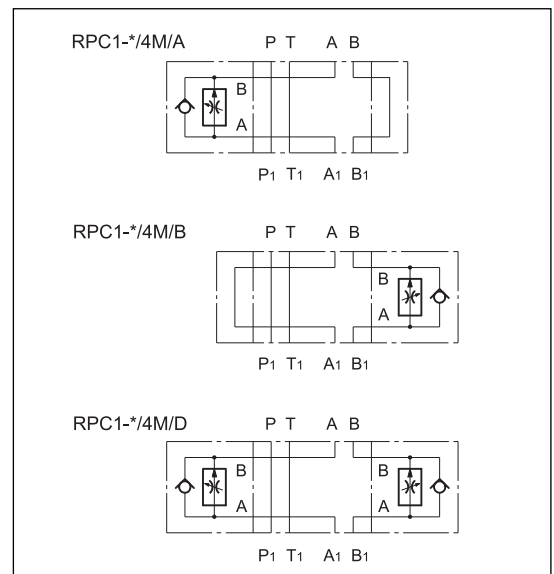 RPC1-*/4M/A P T A B
B
A
P1 T1 A1 B1
RPC1-*/4M/B P T A B
B
A
P1 T1 A1 B1
RPC1-*/4M/D P T A B
B B
A A
P1 T1 A1 B1